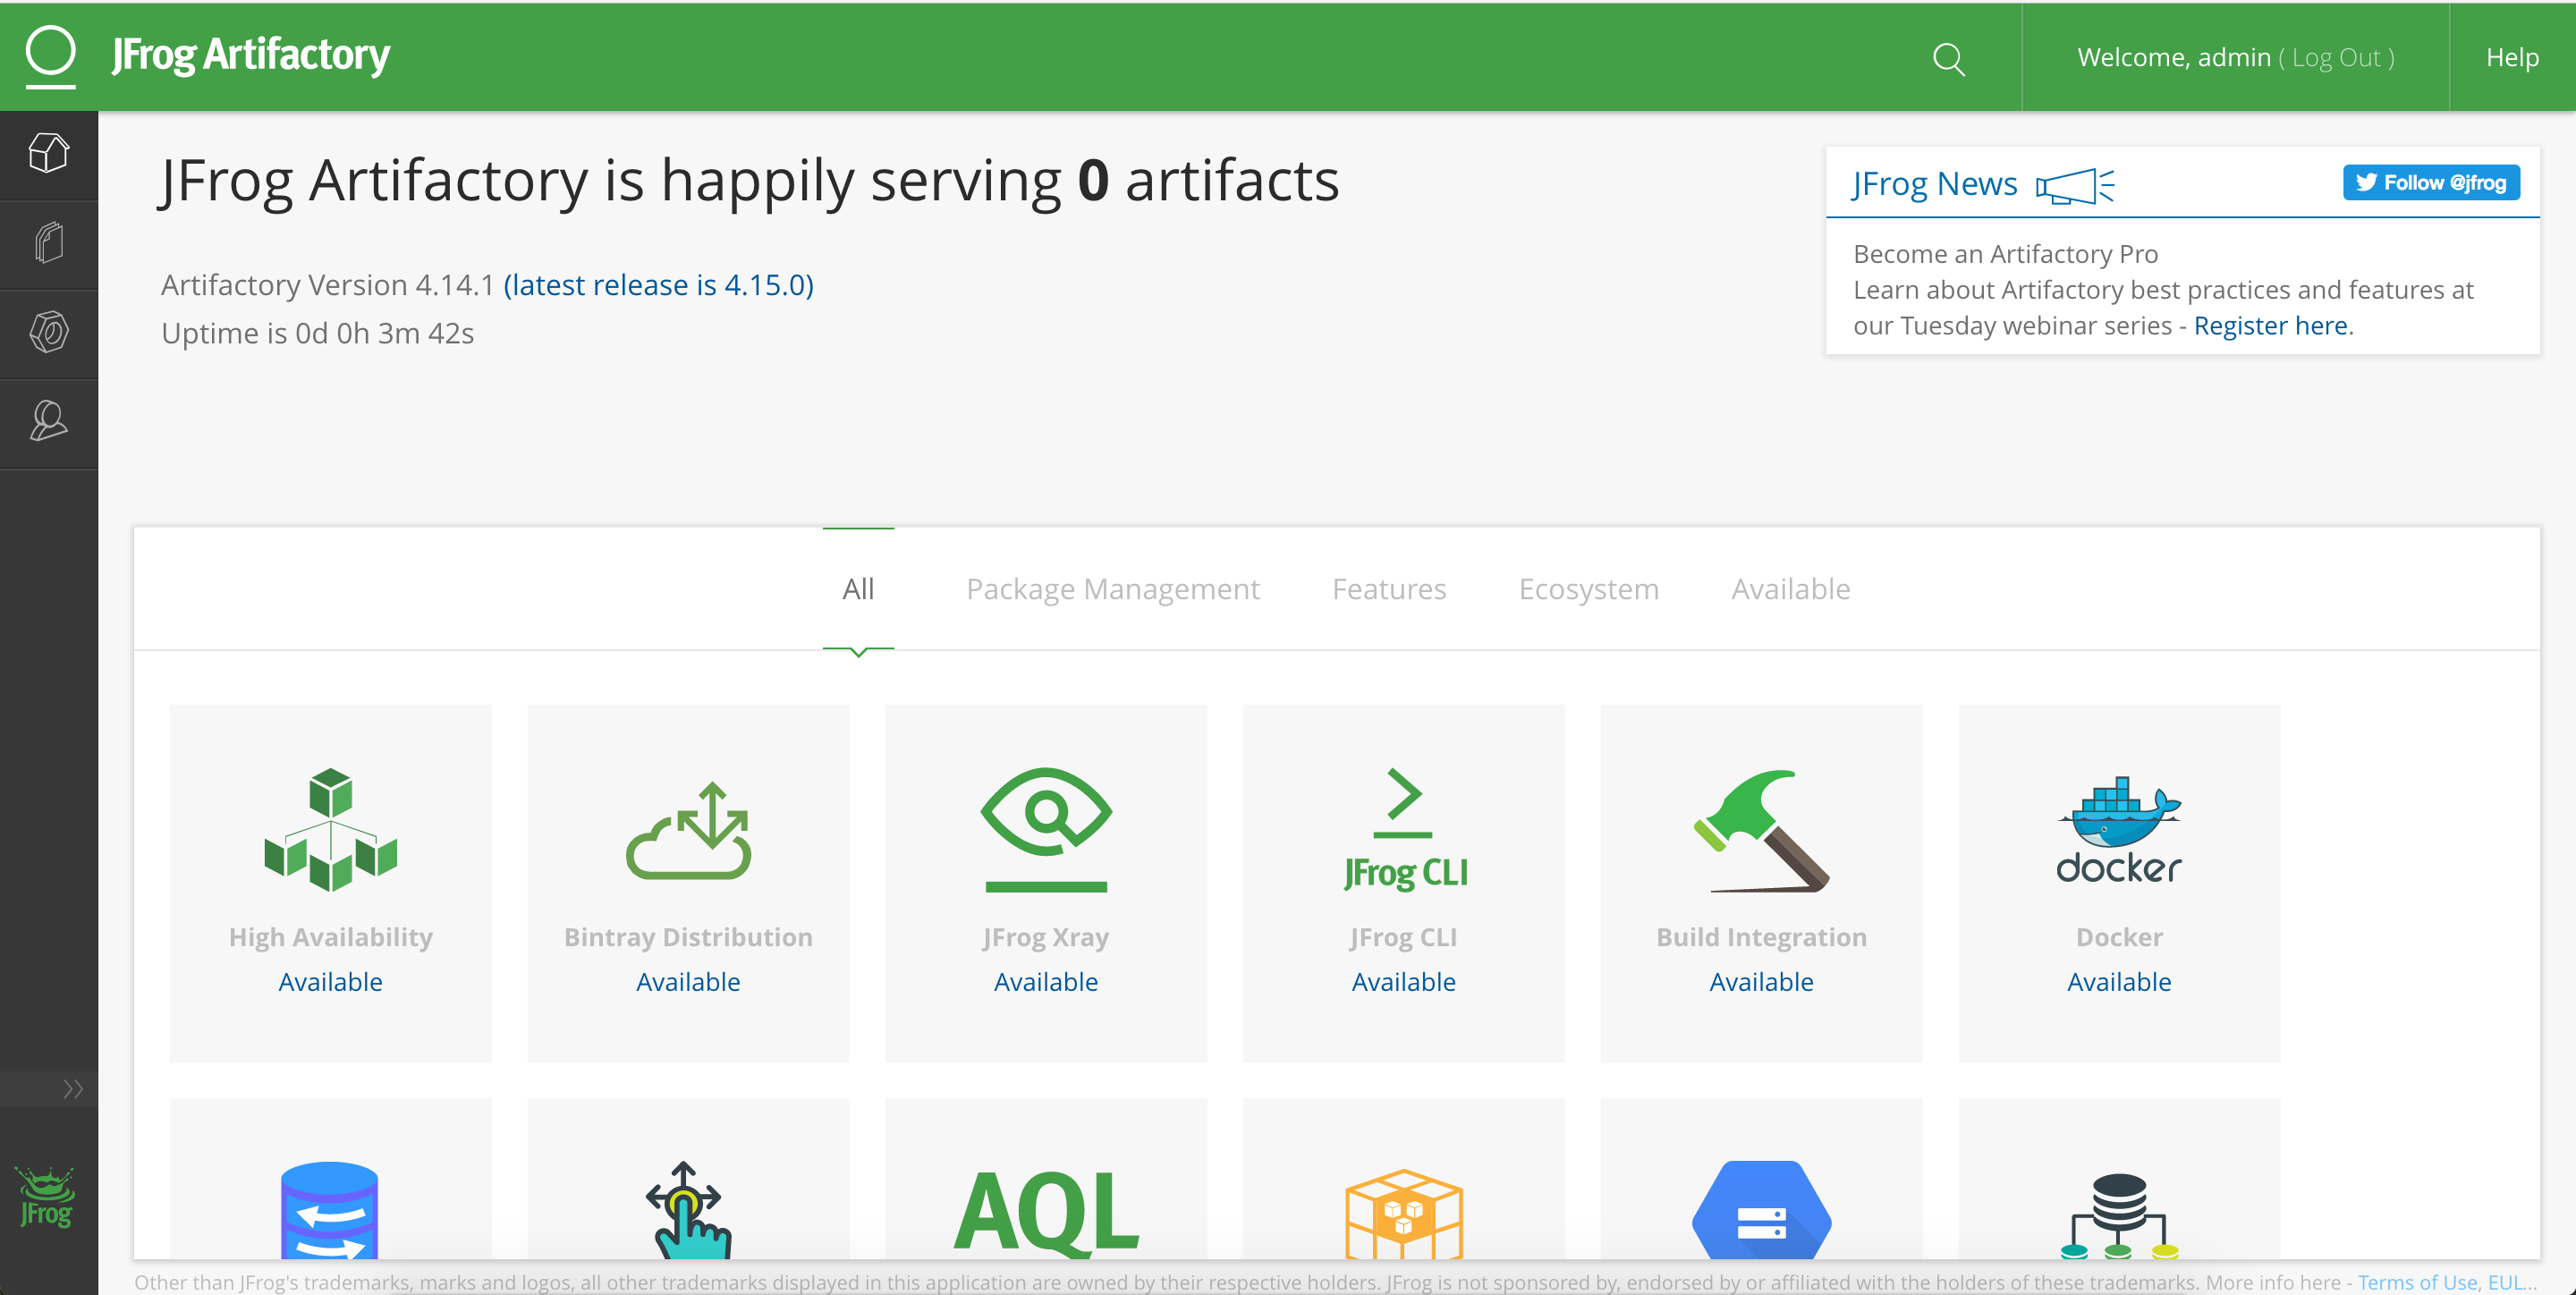 JFrog Artifactory
Welcome, admin ( Log Out )
Help
JFrog Artifactory is happily serving 0 artifacts
Artifactory Version 4.14.1 (latest release is 4.15.0)
Uptime is 0d 0h 3m 42s
JFrog News
Follow @jfrog
Become an Artifactory Pro
Learn about Artifactory best practices and features at
our Tuesday webinar series - Register here.
All
Package Management
Features
Ecosystem
Available
JFrog CLI
docker
High Availability
Bintray Distribution
JFrog Xray
JFrog CLI
Build Integration
Docker
Available
Available
Available
Available
Available
Available
AQL
JFrog
Other than JFrog's trademarks, marks and logos, all other trademarks displayed in this application are owned by their respective holders. JFrog is not sponsored by, endorsed by or affiliated with the holders of these trademarks. More info here - Terms of Use, EUL...